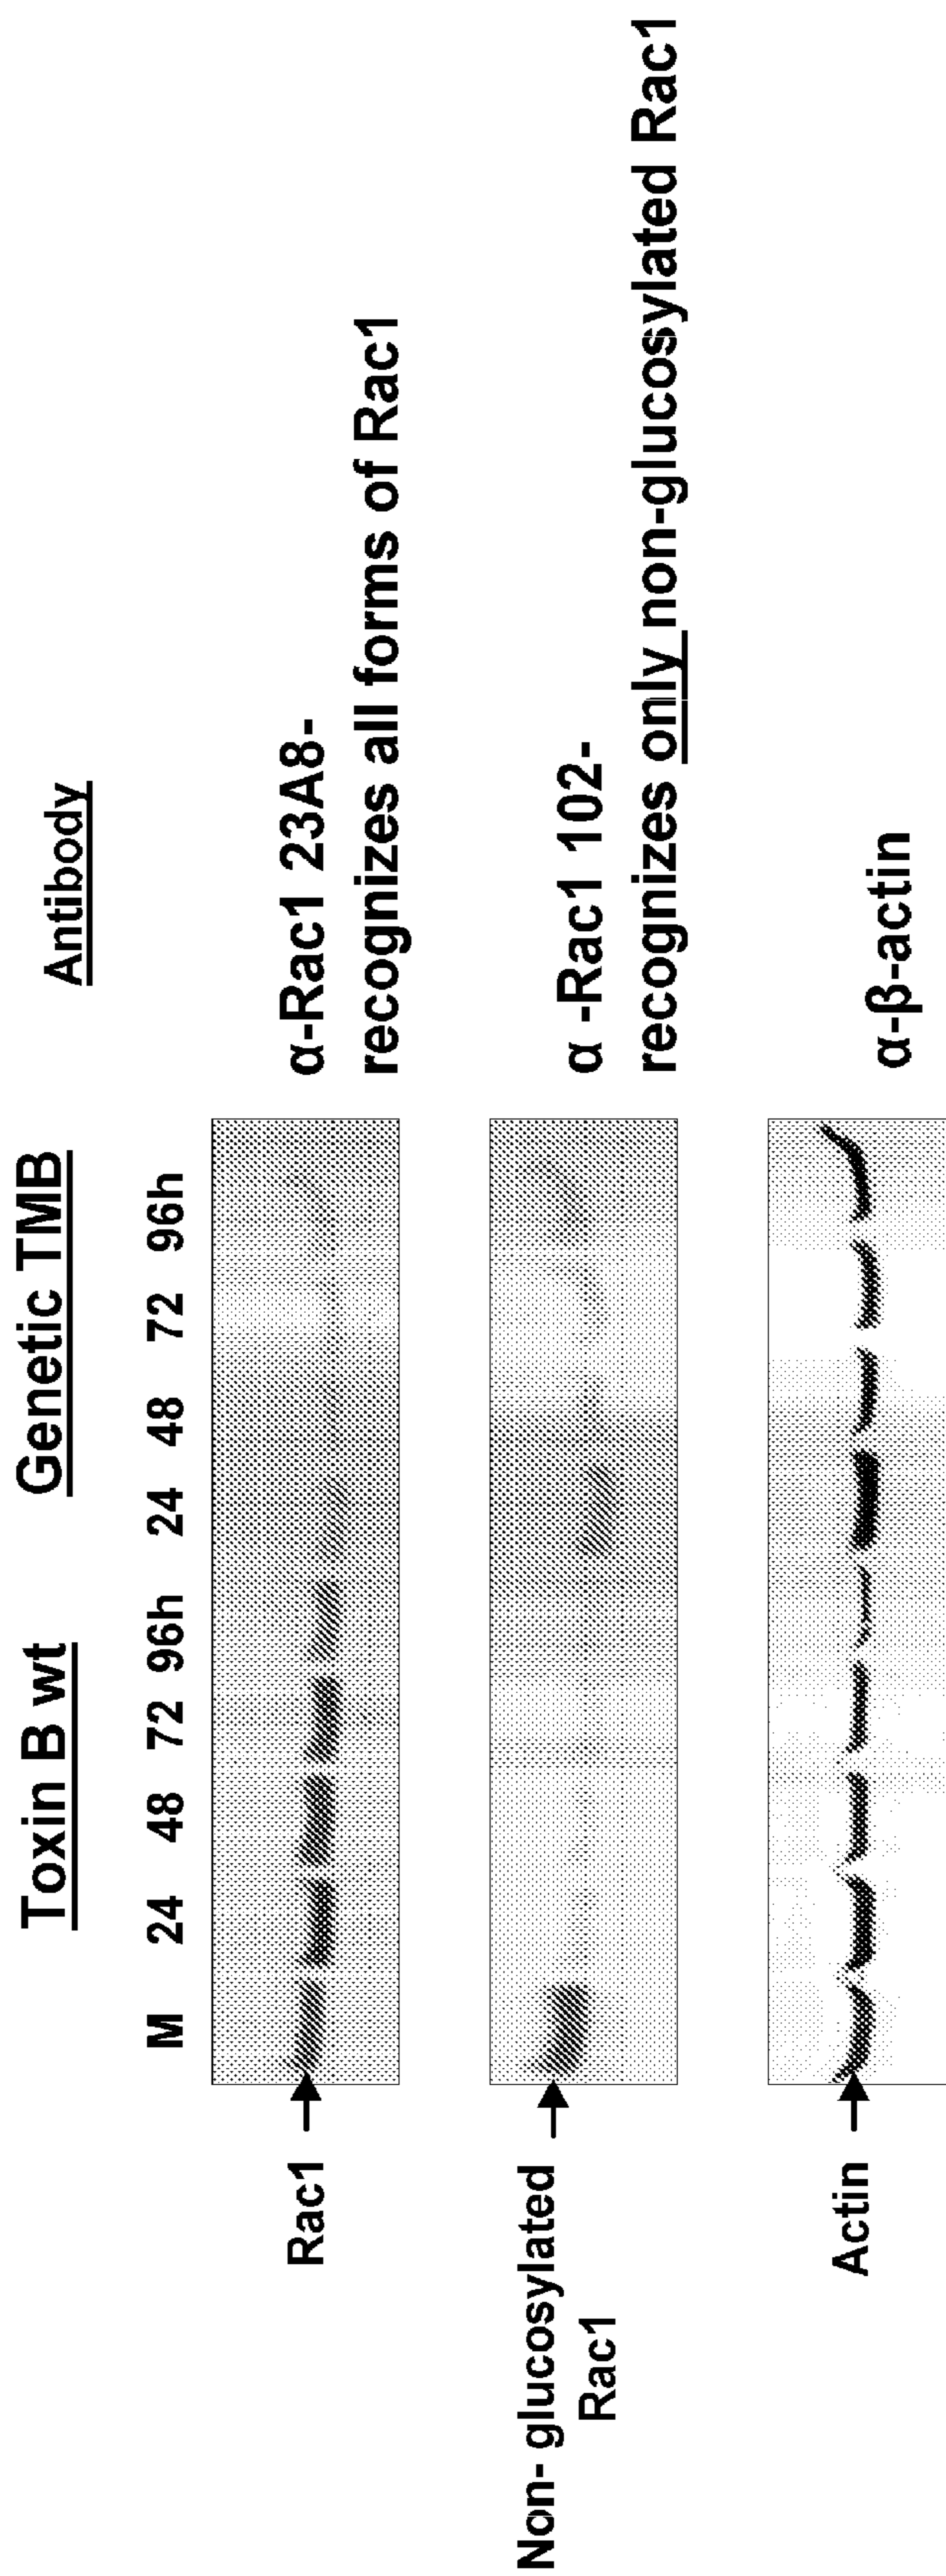 Toxin B wt
Genetic TMB
Antibody
M 24 48 72 96h 24 48 72 96h
Rac1
α-Rac1 23A8-
recognizes all forms of Rac1
Non- glucosylated
Rac1
α -Rac1 102-
recognizes only non-glucosylated Rac1
Actin
α-β-actin